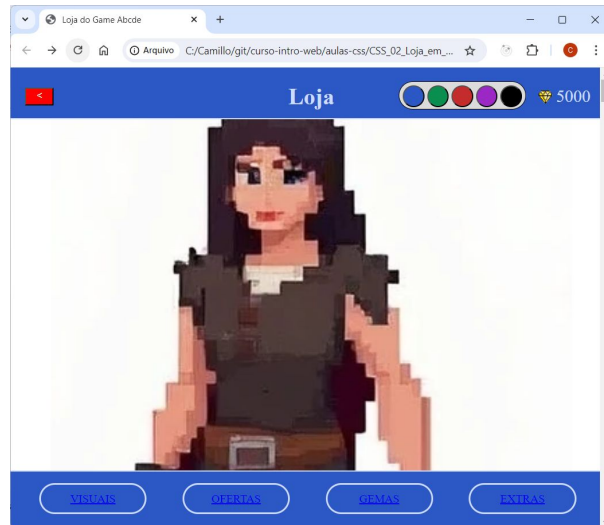 Loja do Game Abcde
Arquivo C:/Camillo/git/curso-intro-web/aulas-css/CSS_02_Loja_em_...
C
<
Loja
5000
VISUAIS
OFERTAS
GEMAS
EXTRAS